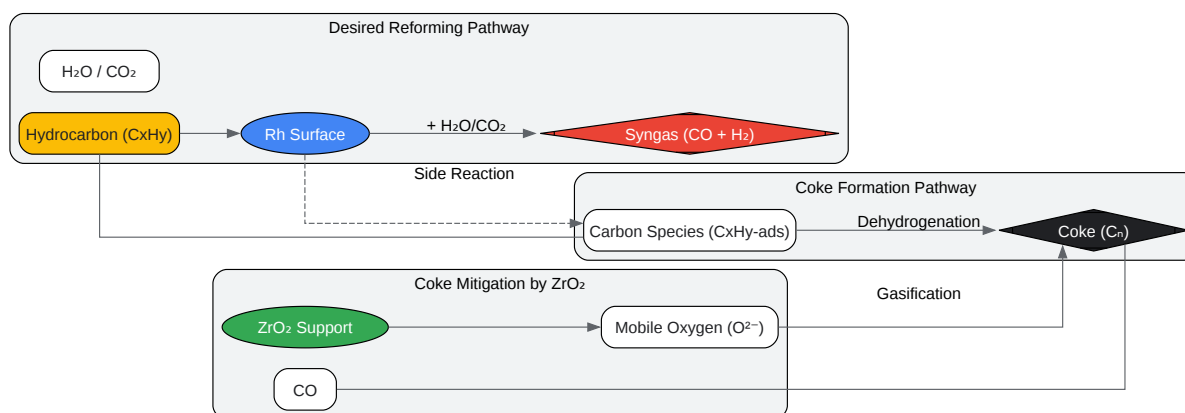 Desired Reforming Pathway
H₂O / CO₂
Hydrocarbon (CxHy)
Rh Surface
+ H₂O/CO₂
Syngas (CO + H₂)
Side Reaction
Coke Formation Pathway
Carbon Species (CxHy-ads)
Dehydrogenation
Coke (Cₙ)
Coke Mitigation by ZrO₂
Gasification
ZrO₂ Support
Mobile Oxygen (O²⁻)
CO